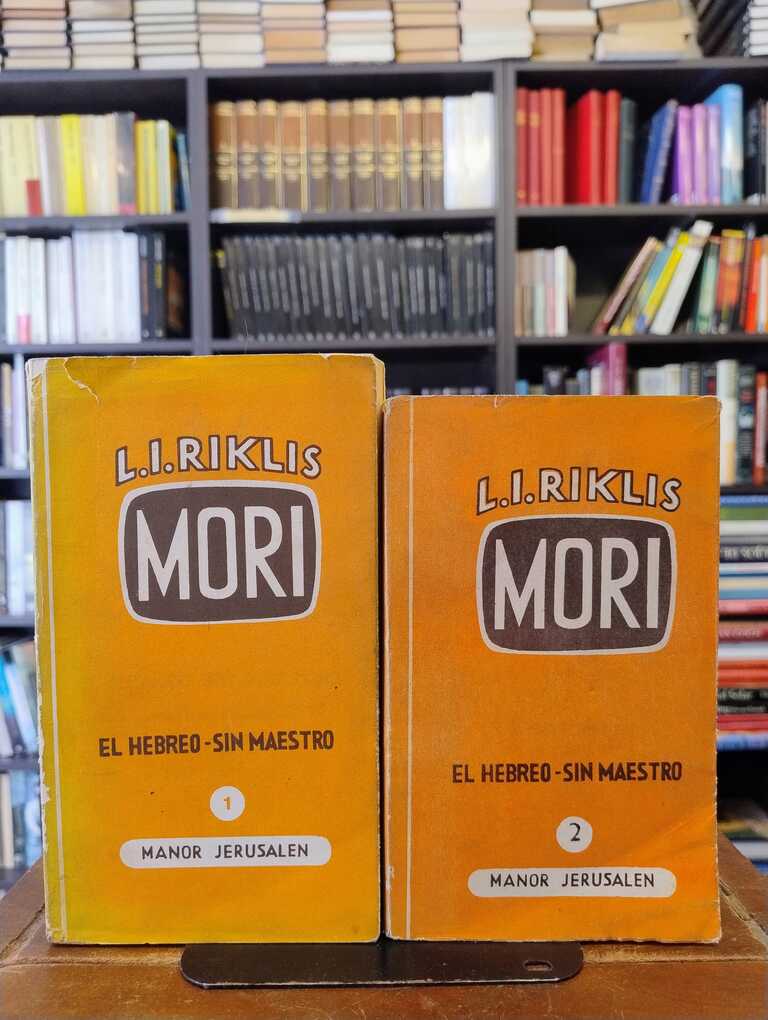 L.I.RIKLIS
MORI
EL HEBREO-SIN MAESTRO
1
MANOR JERUSALEN
L.I.RIKLIS
MORI
EL HEBREO-SIN MAESTRO
2
MANOR JERUSALEN